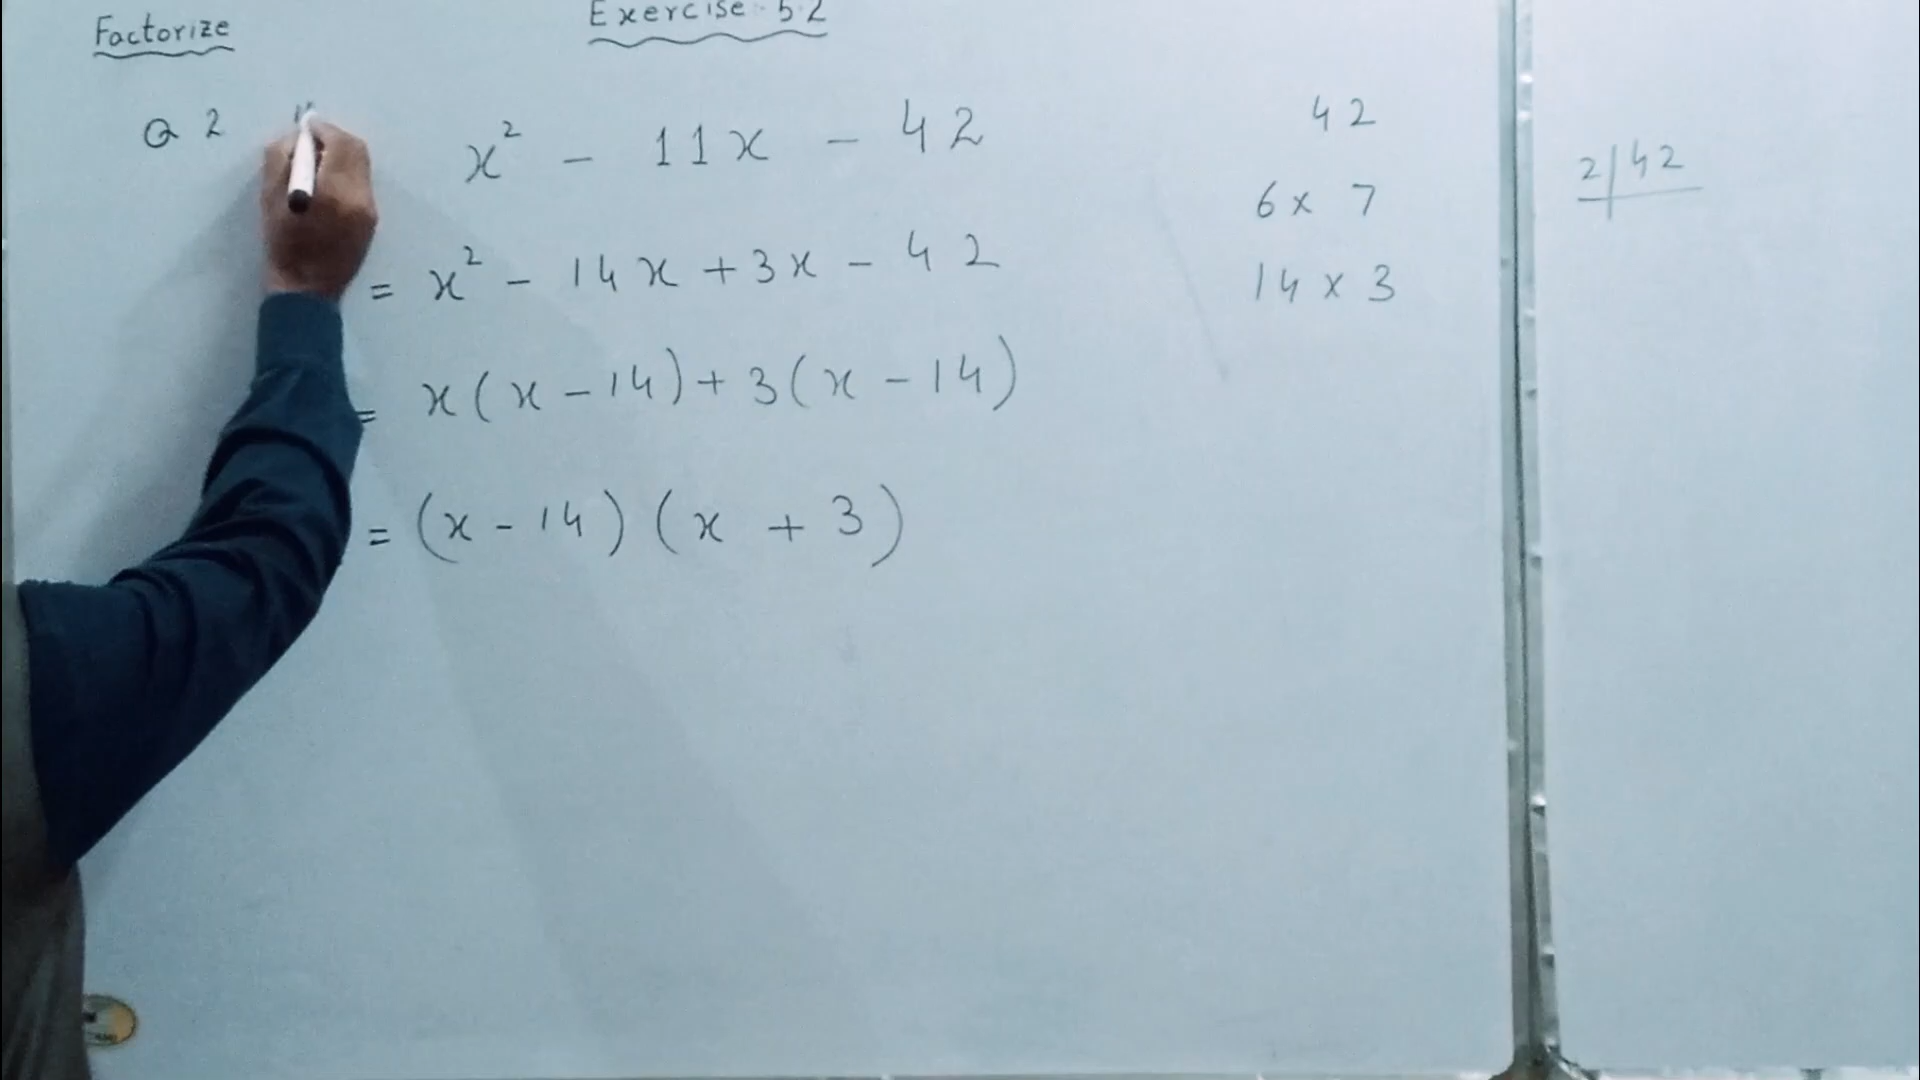 Factorize
Exercise 5.2
Q 2
x² - 11x - 42
= x² - 14x + 3x - 42
= x(x - 14) + 3(x - 14)
= (x - 14) (x + 3)
42
6 x 7
14 x 3
2|42